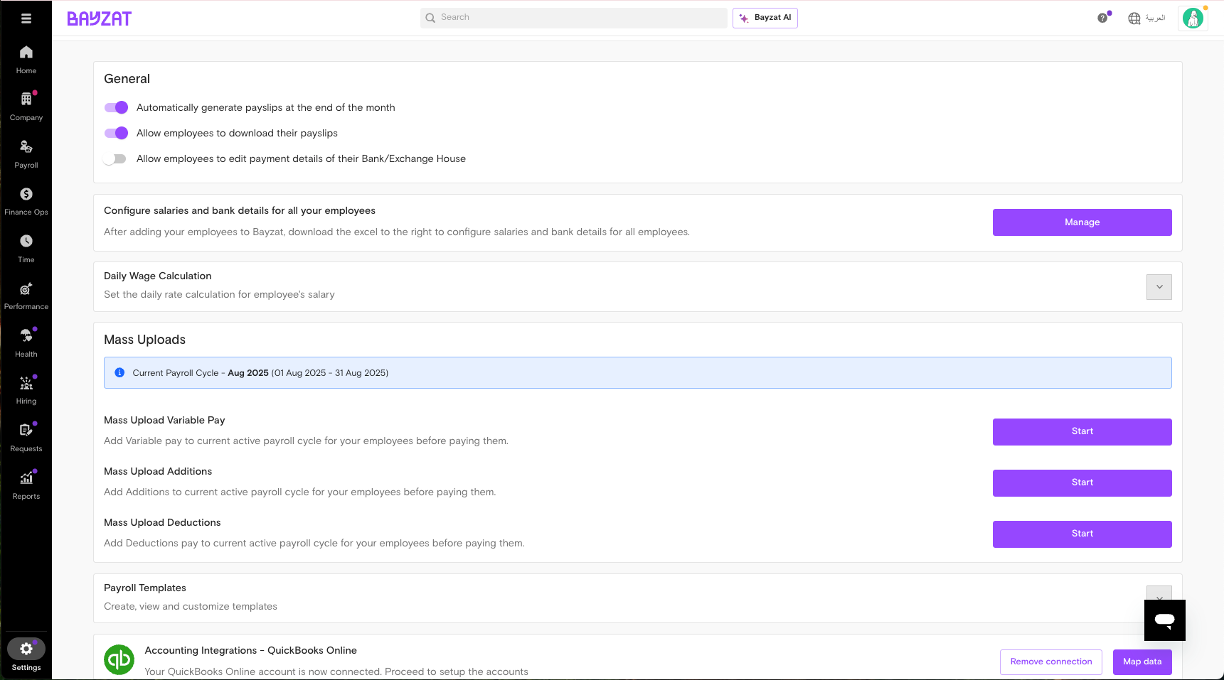 BAYZAT
Search
Bayzat AI
?
العربية
Home
Company
Payroll
Finance Ops
Time
Performance
Health
Hiring
Requests
Reports
Settings
General
Automatically generate payslips at the end of the month
Allow employees to download their payslips
Allow employees to edit payment details of their Bank/Exchange House
Configure salaries and bank details for all your employees
After adding your employees to Bayzat, download the excel to the right to configure salaries and bank details for all employees.
Manage
Daily Wage Calculation
Set the daily rate calculation for employee's salary
Mass Uploads
Current Payroll Cycle - Aug 2025 (01 Aug 2025 - 31 Aug 2025)
Mass Upload Variable Pay
Add Variable pay to current active payroll cycle for your employees before paying them.
Start
Mass Upload Additions
Add Additions to current active payroll cycle for your employees before paying them.
Start
Mass Upload Deductions
Add Deductions pay to current active payroll cycle for your employees before paying them.
Start
Payroll Templates
Create, view and customize templates
qb
Accounting Integrations - QuickBooks Online
Your QuickBooks Online account is now connected. Proceed to setup the accounts
Remove connection
Map data